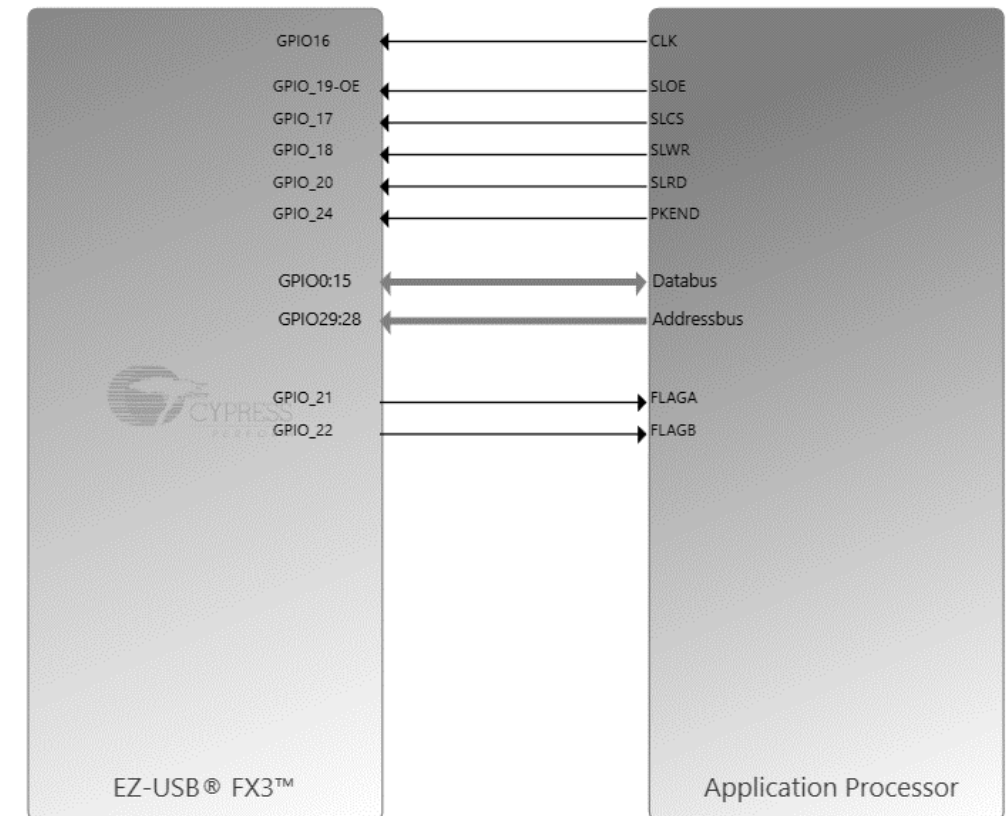 GPIO16 CLK
GPIO_19-OE SLOE
GPIO_17 SLCS
GPIO_18 SLWR
GPIO_20 SLRD
GPIO_24 PKEND
GPIO0:15 Databus
GPIO29:28 Addressbus
GPIO_21 FLAGA
CYPRESS
GPIO_22 FLAGB
EZ-USB® FX3™ Application Processor